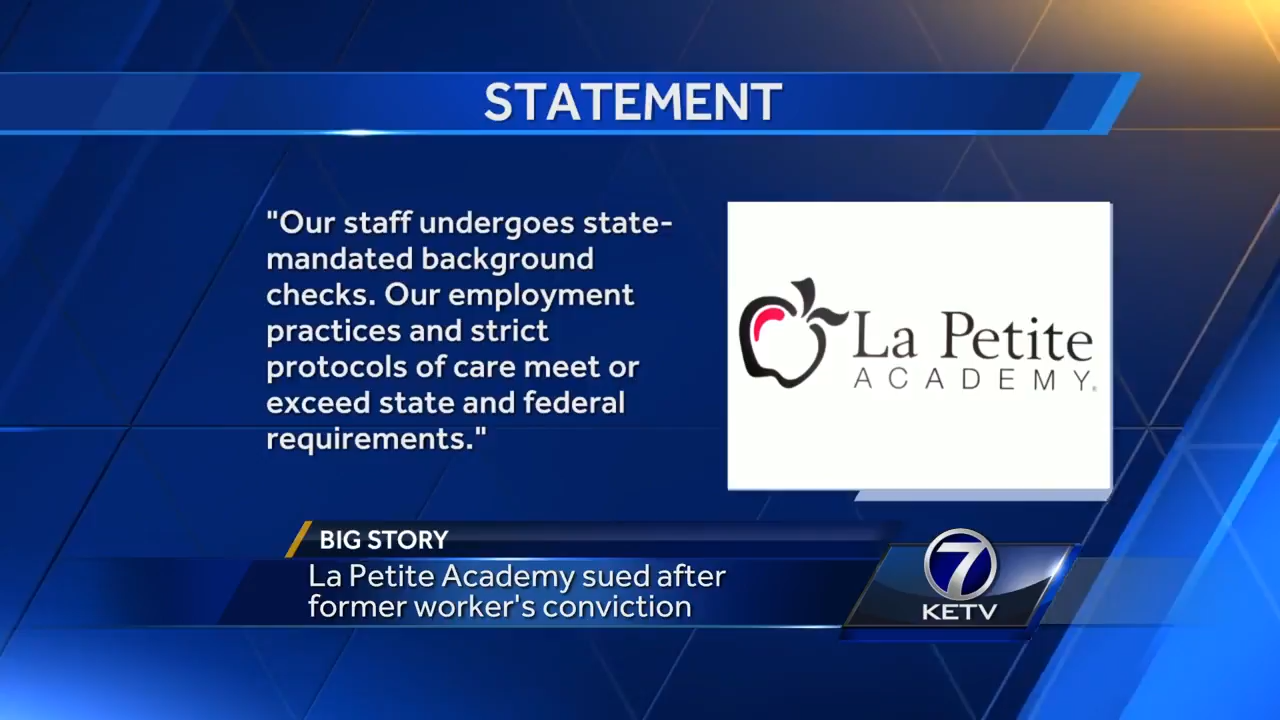 STATEMENT
"Our staff undergoes state-
mandated background
checks. Our employment
practices and strict
protocols of care meet or
exceed state and federal
requirements."
La Petite
ACADEMY®
BIG STORY
La Petite Academy sued after
former worker's conviction
7
KETV